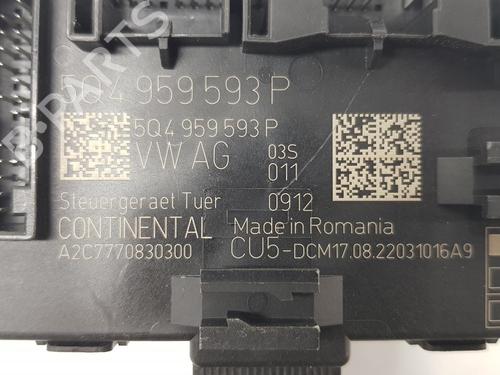 5Q4 959 593 P
5Q4 959 593 P
VW AG
03S
011
Steuergeraet Tuer
0912
CONTINENTAL
Made in Romania
A2C7770830300
CU5-DCM17.08.22031016A9
B-PARTS